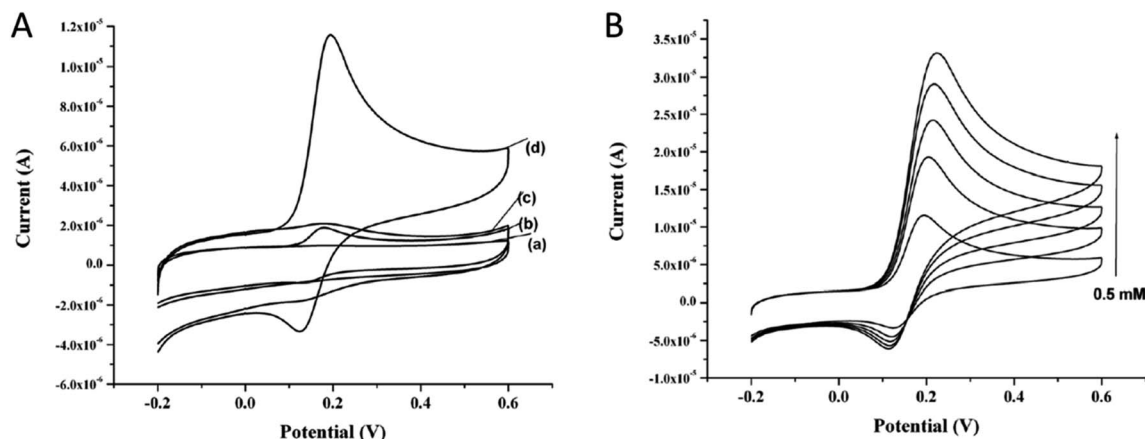 A
1.2x10-5
1.0x10-5
8.0x10-6
6.0x10-6
4.0x10-6
2.0x10-6
0.0
-2.0x10-6
-4.0x10-6
-6.0x10-6
-0.2 0.0 0.2 0.4 0.6
Potential (V)
Current (A)
(d)
(c)
(b)
(a)
B
3.5x10-5
3.0x10-5
2.5x10-5
2.0x10-5
1.5x10-5
1.0x10-5
5.0x10-6
0.0
-5.0x10-6
-1.0x10-5
-0.2 0.0 0.2 0.4 0.6
Potential (V)
Current (A)
0.5 mM